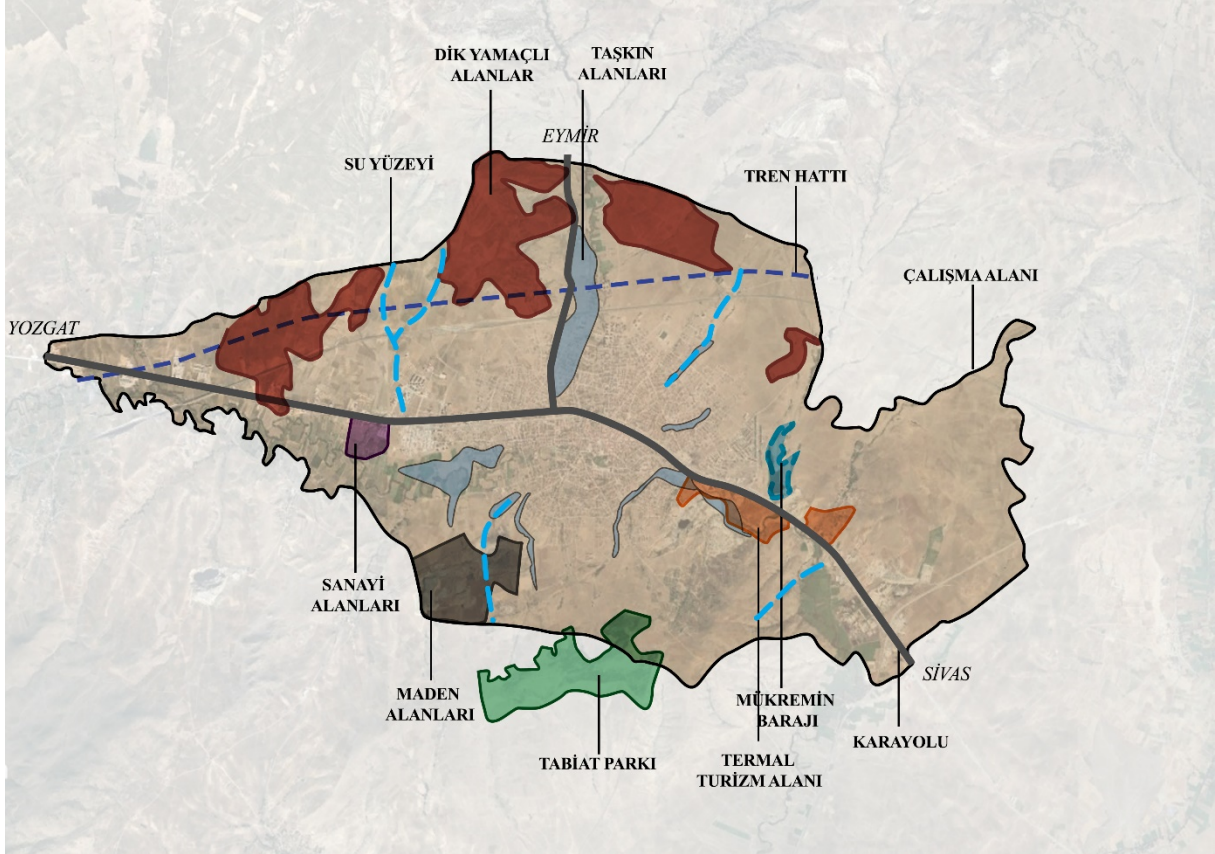 DİK YAMAÇLI
ALANLAR
TAŞKIN
ALANLARI
EYMİR
SU YÜZEYİ
TREN HATTI
ÇALIŞMA ALANI
YOZGAT
SANAYİ
ALANLARI
MADEN
ALANLARI
TABİAT PARKI
MÜKREMİN
BARAJI
TERMAL
TURİZM ALANI
KARAYOLU
SİVAS